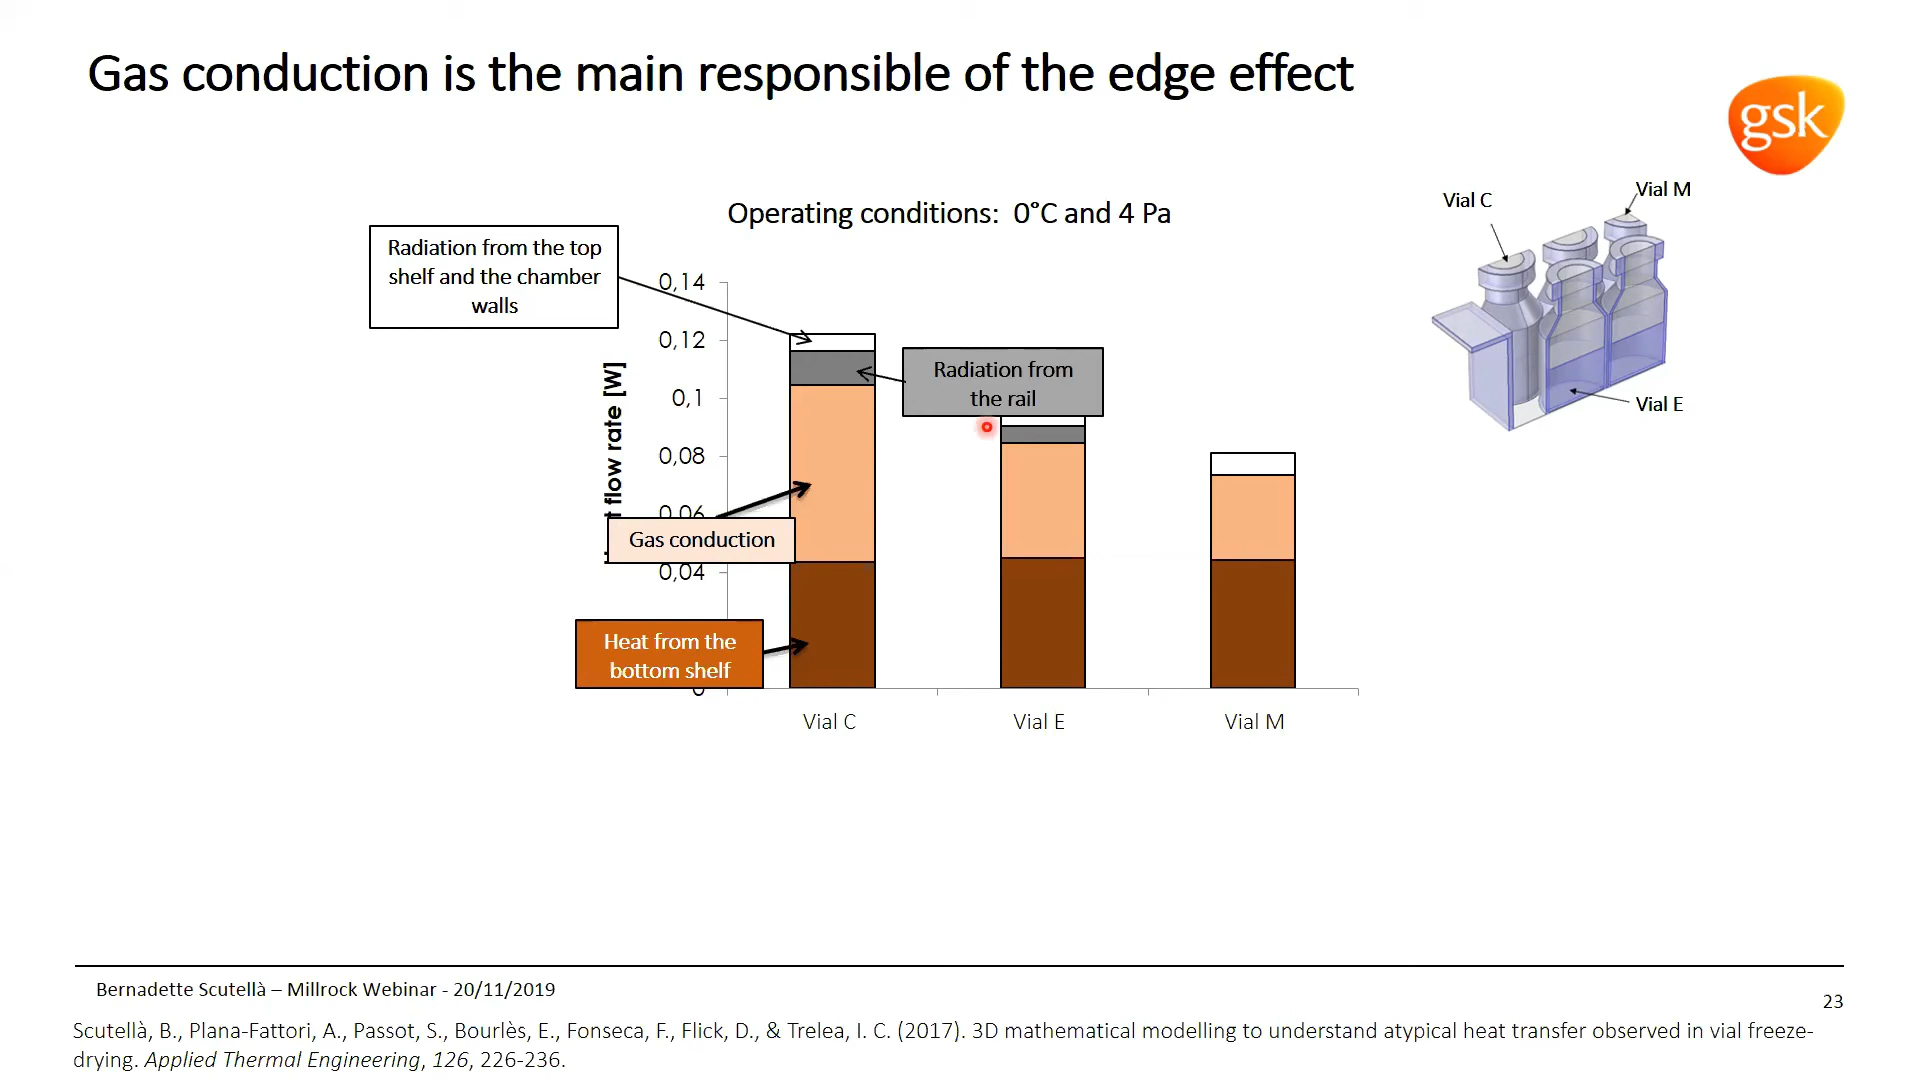 Gas conduction is the main responsible of the edge effect
gsk
Operating conditions: 0°C and 4 Pa
Radiation from the top
shelf and the chamber
walls
Vial C
Vial M
Vial E
0,14
0,12
0,1
0,08
0,06
0,04
0
flow rate [W]
Radiation from
the rail
Gas conduction
Heat from the
bottom shelf
Vial C
Vial E
Vial M
Bernadette Scutellà – Millrock Webinar - 20/11/2019
23
Scutellà, B., Plana-Fattori, A., Passot, S., Bourlès, E., Fonseca, F., Flick, D., & Trelea, I. C. (2017). 3D mathematical modelling to understand atypical heat transfer observed in vial freeze-
drying. Applied Thermal Engineering, 126, 226-236.